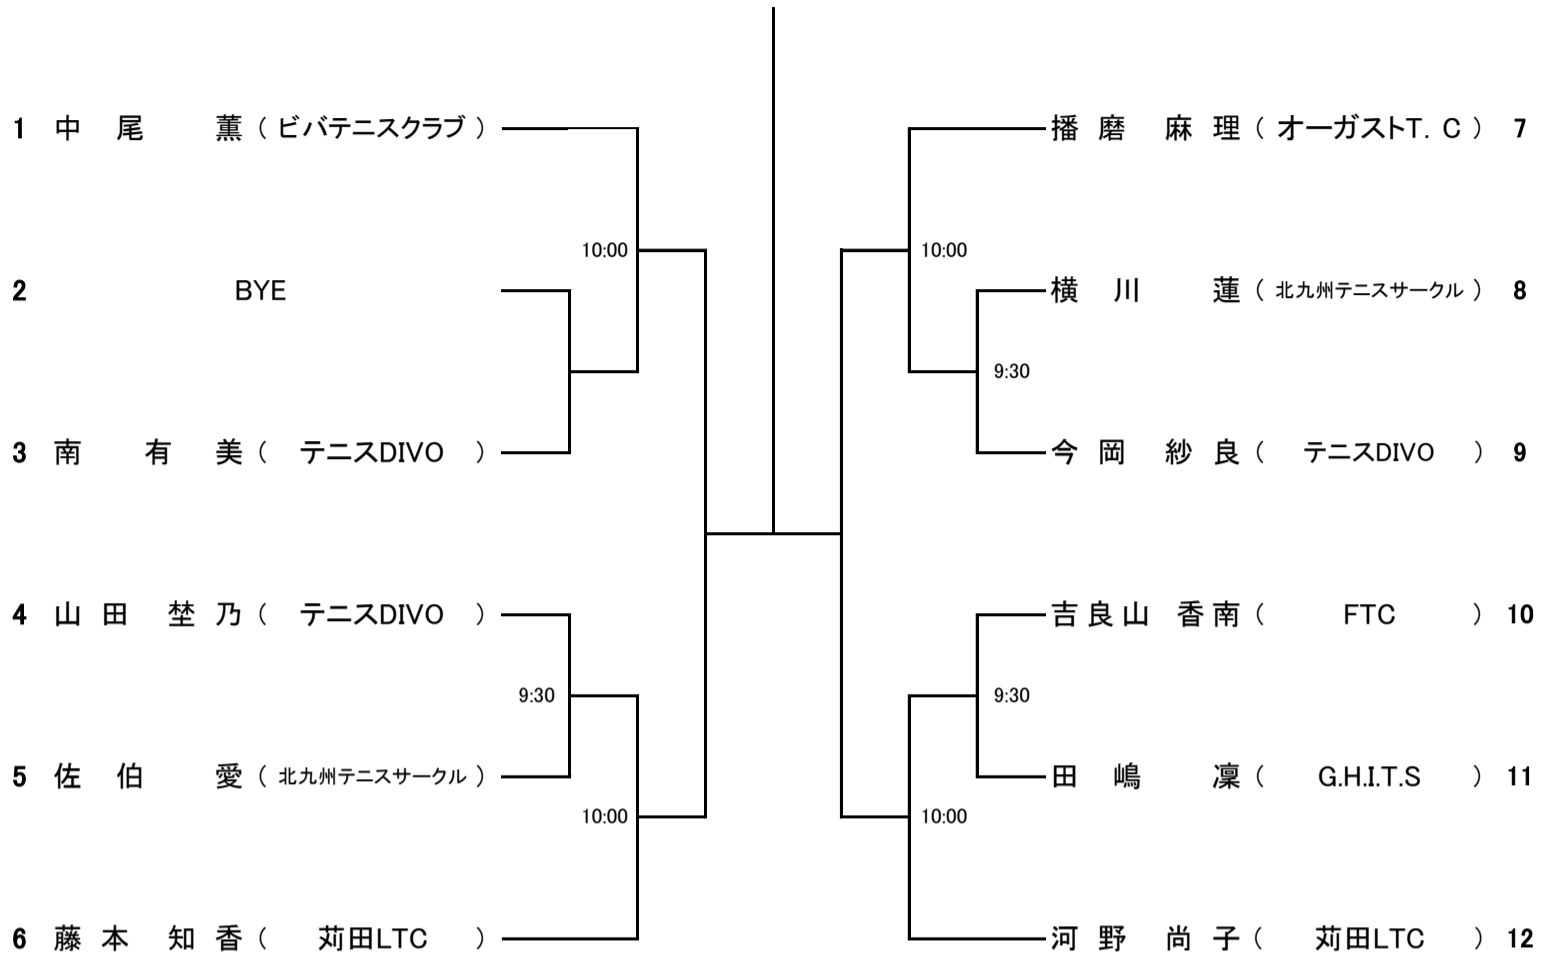 1 中尾 薫（ビバテニスクラブ）
10:00
2 BYE
3 南 有美（テニスDIVO）
4 山田 埜乃（テニスDIVO）
9:30
5 佐伯 愛（北九州テニスサークル）
10:00
6 藤本 知香（苅田LTC）
播磨 麻理（オーガストT. C）7
10:00
横川 蓮（北九州テニスサークル）8
9:30
今岡 紗良（テニスDIVO）9
吉良山 香南（FTC）10
9:30
田嶋 凜（G.H.I.T.S）11
10:00
河野 尚子（苅田LTC）12